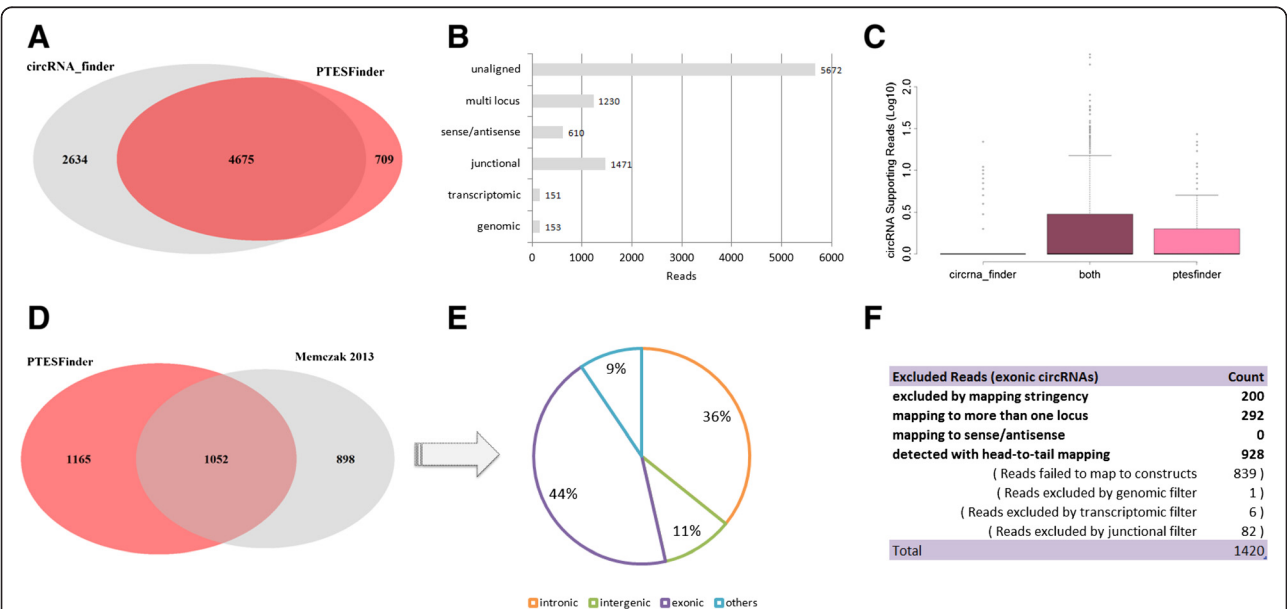 A
circRNA_finder
PTESFinder
2634
4675
709
B
unaligned
5672
multi locus
1230
sense/antisense
610
junctional
1471
transcriptomic
151
genomic
153
0 1000 2000 3000 4000 5000 6000
Reads
C
circRNA Supporting Reads (Log10)
2.0
1.5
1.0
0.5
0.0
circrna_finder both ptesfinder
D
PTESFinder
Memczak 2013
1165
1052
898
E
9%
36%
44%
11%
intronic intergenic exonic others
F
Excluded Reads (exonic circRNAs) Count
excluded by mapping stringency 200
mapping to more than one locus 292
mapping to sense/antisense 0
detected with head-to-tail mapping 928
( Reads failed to map to constructs 839 )
( Reads excluded by genomic filter 1 )
( Reads excluded by transcriptomic filter 6 )
( Reads excluded by junctional filter 82 )
Total 1420